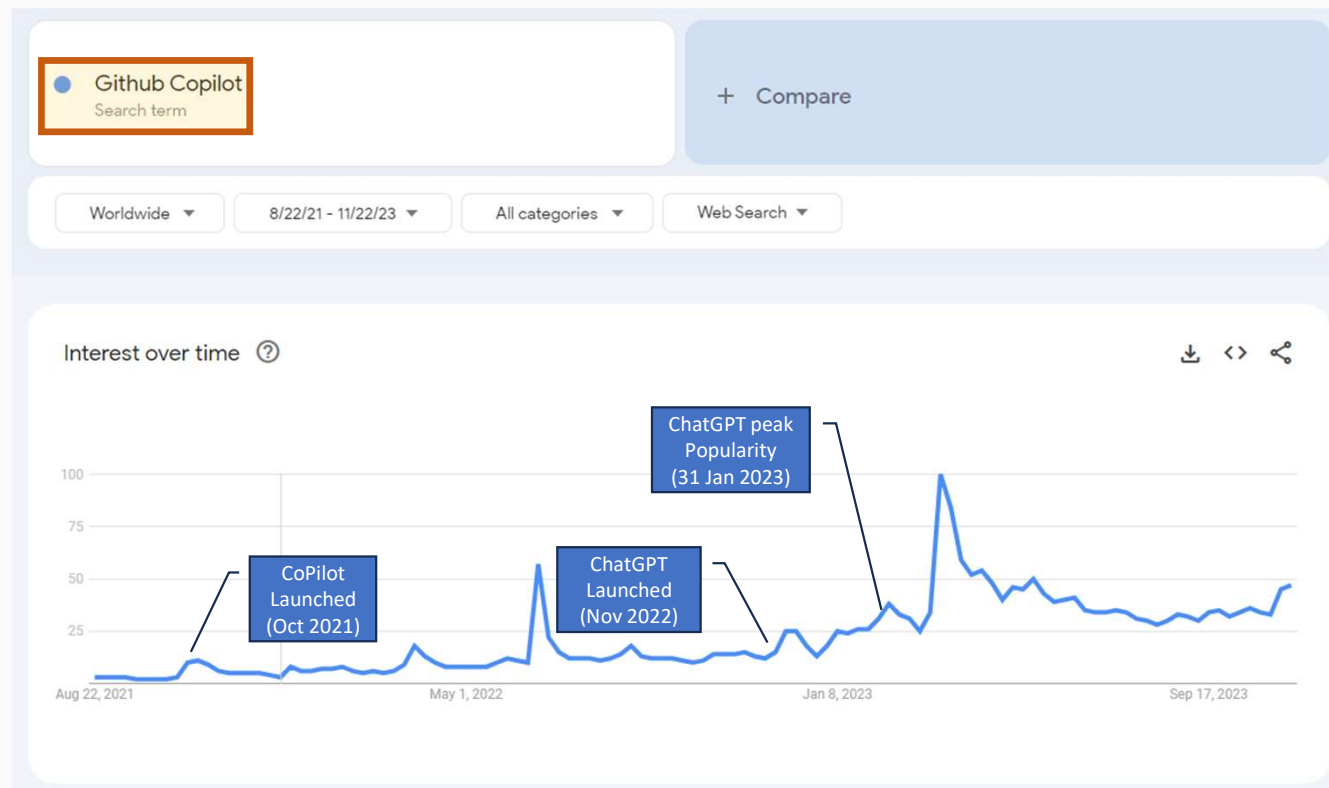 Github Copilot
Search term
+ Compare
Worldwide
8/22/21 - 11/22/23
All categories
Web Search
Interest over time
ChatGPT peak
Popularity
(31 Jan 2023)
100
75
50
25
CoPilot
Launched
(Oct 2021)
ChatGPT
Launched
(Nov 2022)
Aug 22, 2021
May 1, 2022
Jan 8, 2023
Sep 17, 2023